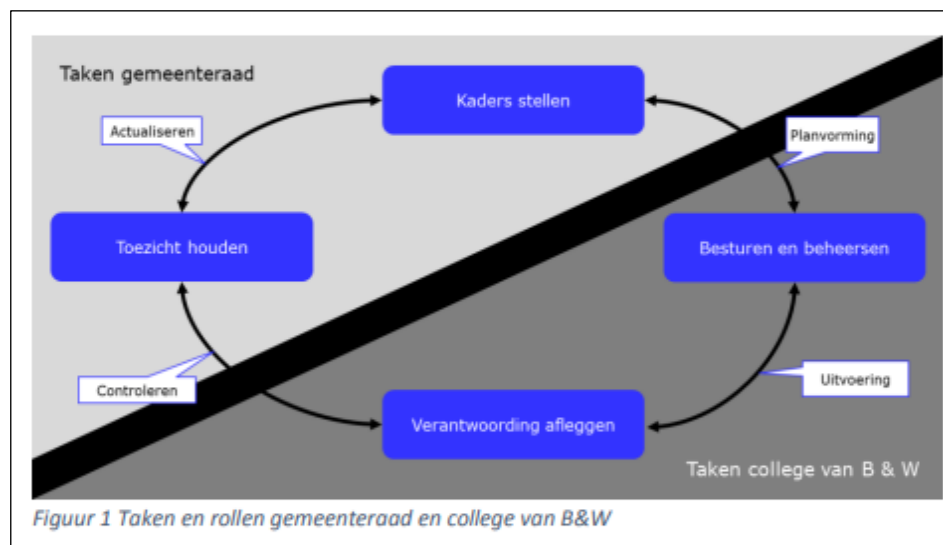 Taken gemeenteraad
Kaders stellen
Actualiseren
Planvorming
Toezicht houden
Besturen en beheersen
Controleren
Uitvoering
Verantwoording afleggen
Taken college van B & W
Figuur 1 Taken en rollen gemeenteraad en college van B&W